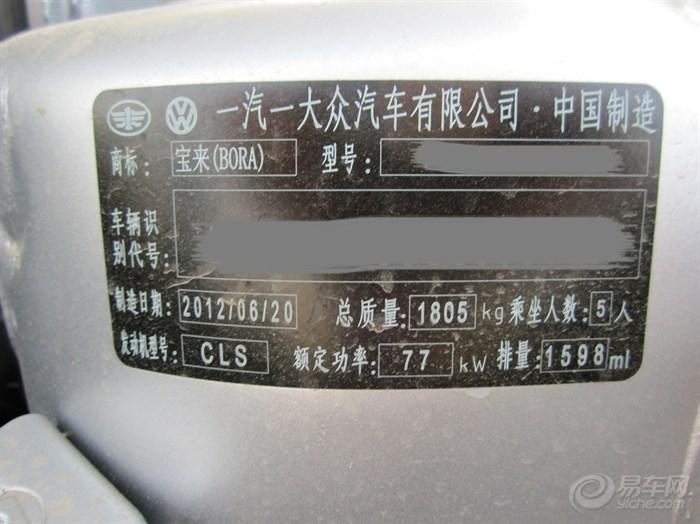 一汽一大众汽车有限公司·中国制造
商标: 宝来(BORA) 型号:
车辆识
别代号:
制造日期: 2012/06/20 总质量: 1805 kg 乘坐人数: 5 人
发动机型号: CLS 额定功率: 77 kW 排量: 1598 ml
易车网
yiche.com